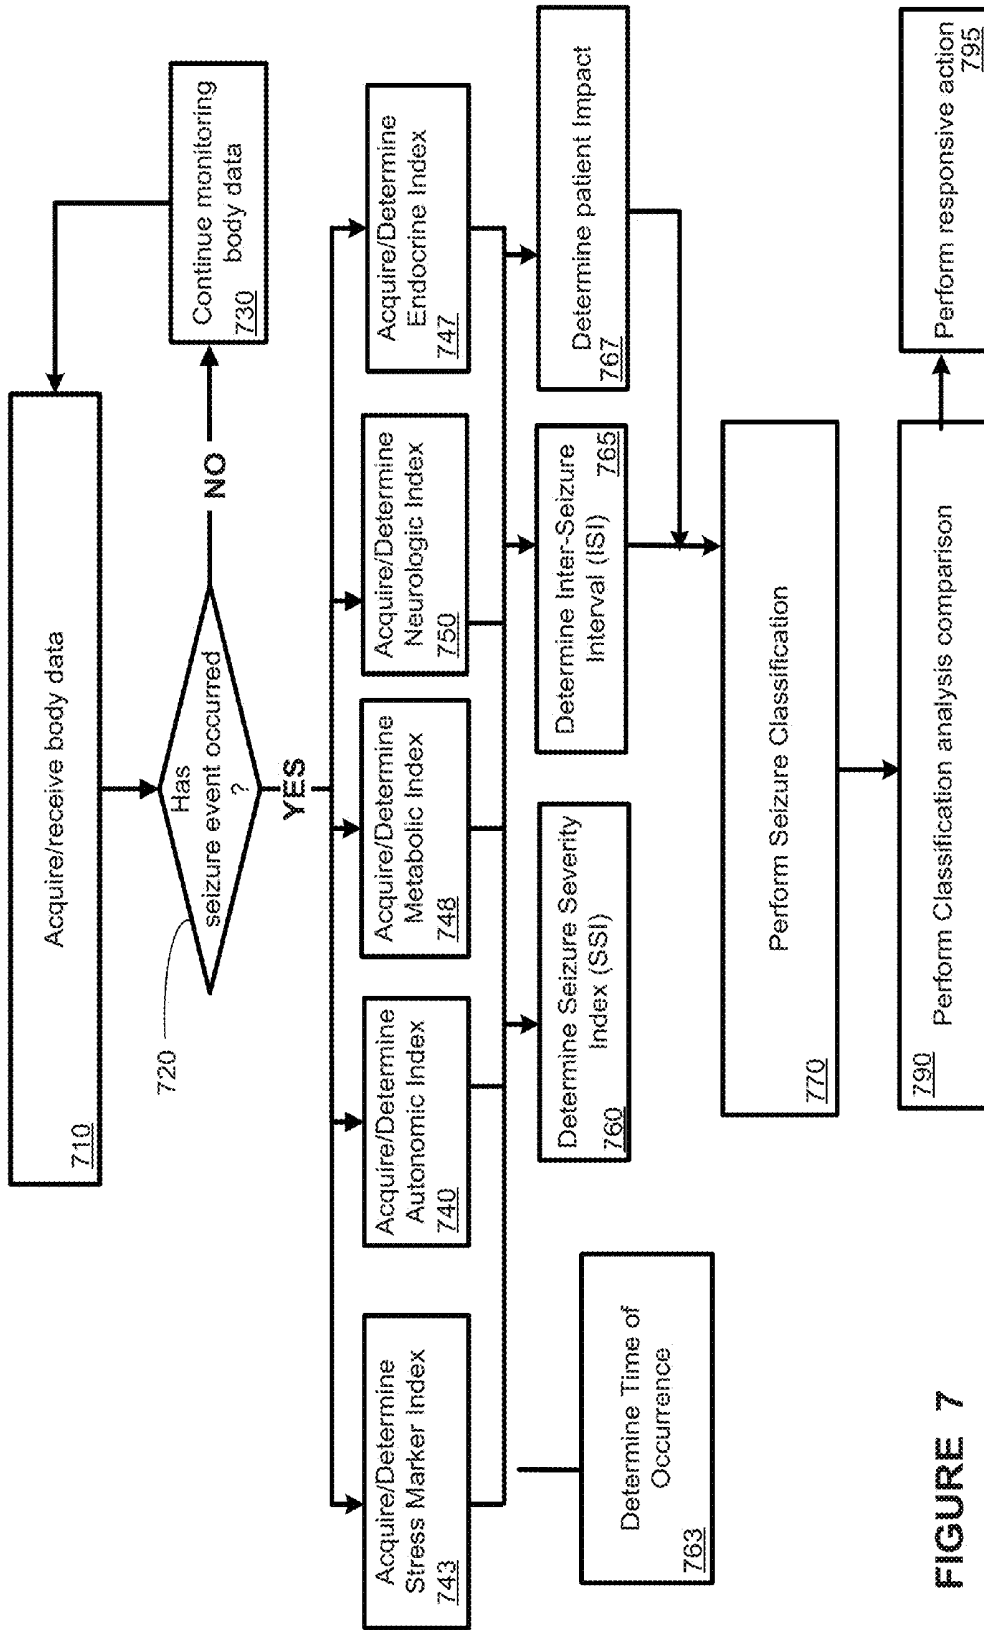 Acquire/receive body data
710
Has
seizure event occurred
?
720
NO
Continue monitoring
body data
730
YES
Acquire/Determine
Stress Marker Index
743
Acquire/Determine
Autonomic Index
740
Acquire/Determine
Metabolic Index
748
Acquire/Determine
Neurologic Index
750
Acquire/Determine
Endocrine Index
747
Determine Time of
Occurrence
763
Determine Seizure Severity
Index (SSI)
760
Determine Inter-Seizure
Interval (ISI)
765
Determine patient Impact
767
Perform Seizure Classification
770
Perform Classification analysis comparison
790
Perform responsive action
795
FIGURE 7